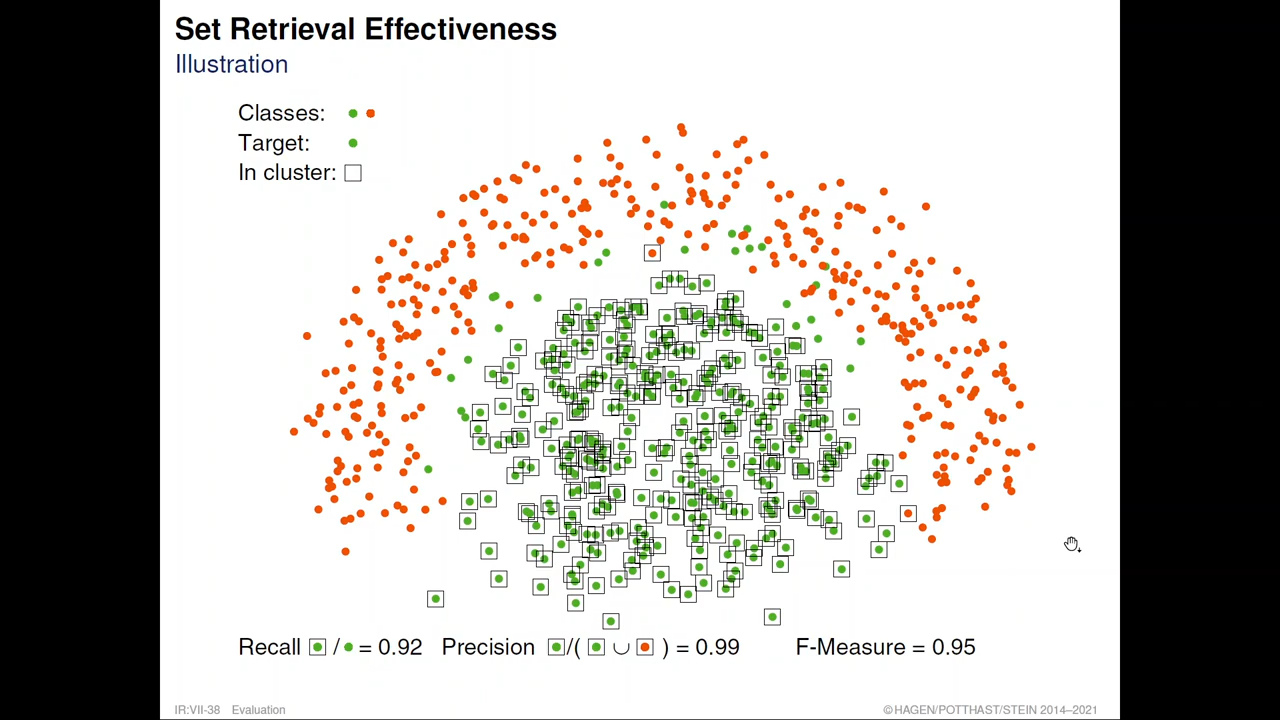 Set Retrieval Effectiveness
Illustration
Classes:
Target:
In cluster:
Recall / = 0.92 Precision /( ∪ ) = 0.99 F-Measure = 0.95
IR:VII-38 Evaluation ©HAGEN/POTTHAST/STEIN 2014–2021